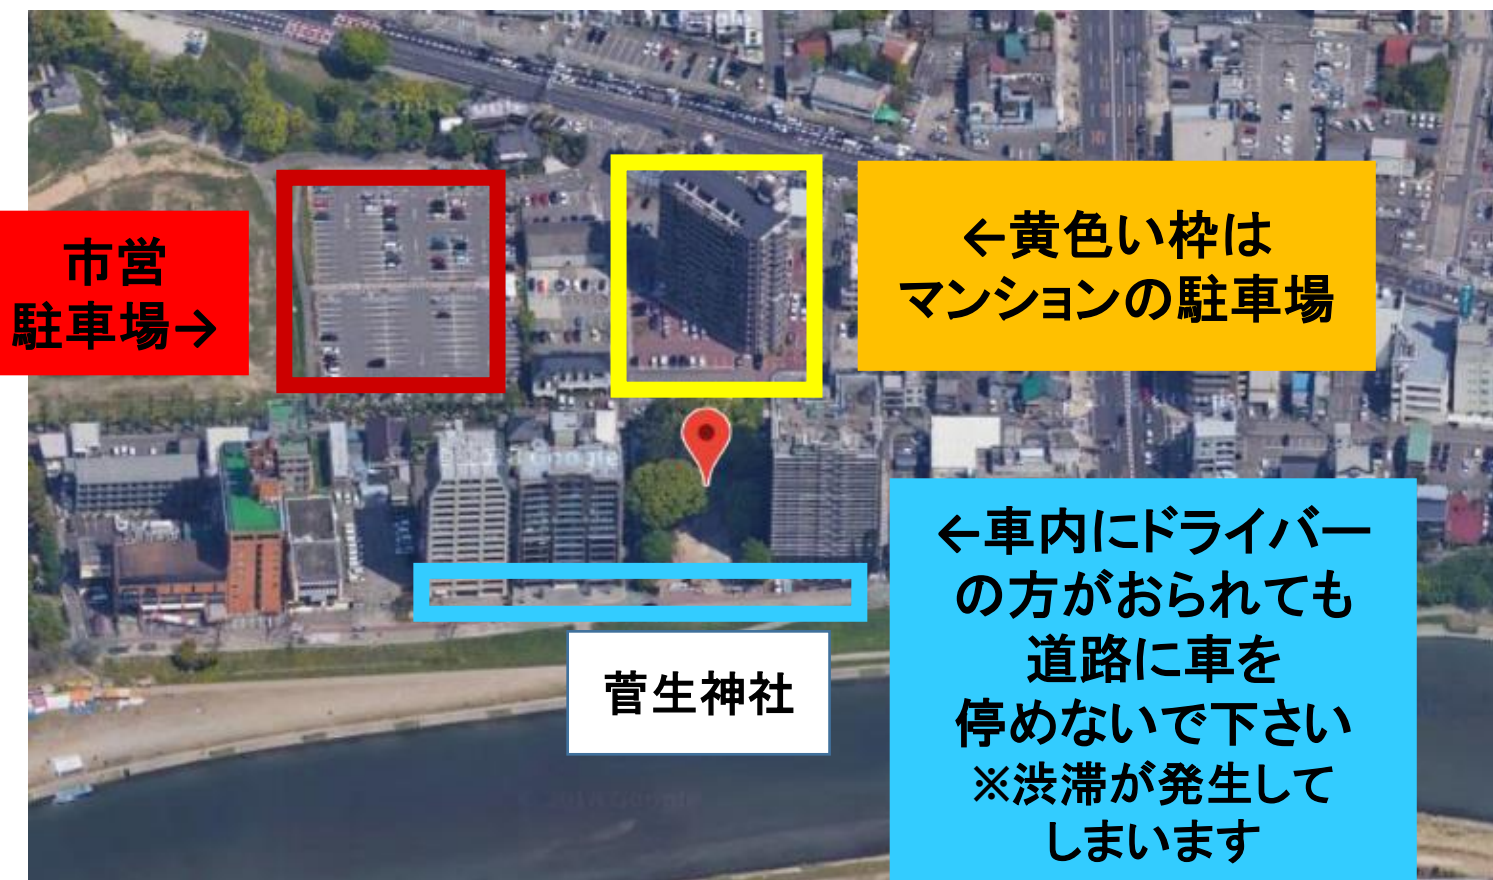 市営
駐車場→
←黄色い枠は
マンションの駐車場
Google
←車内にドライバー
の方がおられても
道路に車を
停めないで下さい
※渋滞が発生して
しまいます
菅生神社